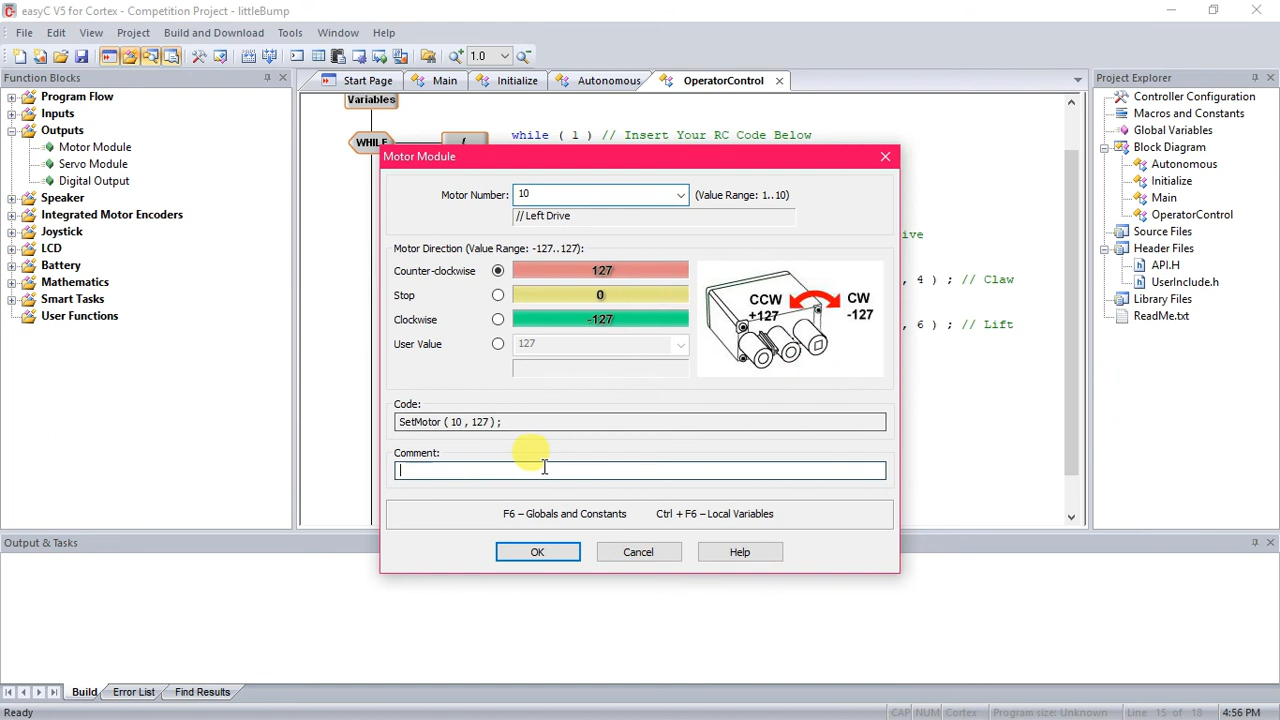 easyC V5 for Cortex - Competition Project - littleBump
File Edit View Project Build and Download Tools Window Help
1.0
Function Blocks
Program Flow
Inputs
Outputs
Motor Module
Servo Module
Digital Output
Speaker
Integrated Motor Encoders
Joystick
LCD
Battery
Mathematics
Smart Tasks
User Functions
Start Page Main Initialize Autonomous OperatorControl
Variables
WHILE {
while ( 1 ) // Insert Your RC Code Below
ive
, 4 ) ; // Claw
, 6 ) ; // Lift
Motor Module
Motor Number: 10 (Value Range: 1..10)
// Left Drive
Motor Direction (Value Range: -127..127):
Counter-clockwise 127
Stop 0
Clockwise -127
User Value 127
CCW +127
CW -127
Code:
SetMotor ( 10 , 127 ) ;
Comment:
F6 – Globals and Constants Ctrl + F6 – Local Variables
OK Cancel Help
Project Explorer
Controller Configuration
Macros and Constants
Global Variables
Block Diagram
Autonomous
Initialize
Main
OperatorControl
Source Files
Header Files
API.H
UserInclude.h
Library Files
ReadMe.txt
Output & Tasks
Build Error List Find Results
Ready CAP NUM Cortex Program size: Unknown Line 15 of 18 4:56 PM